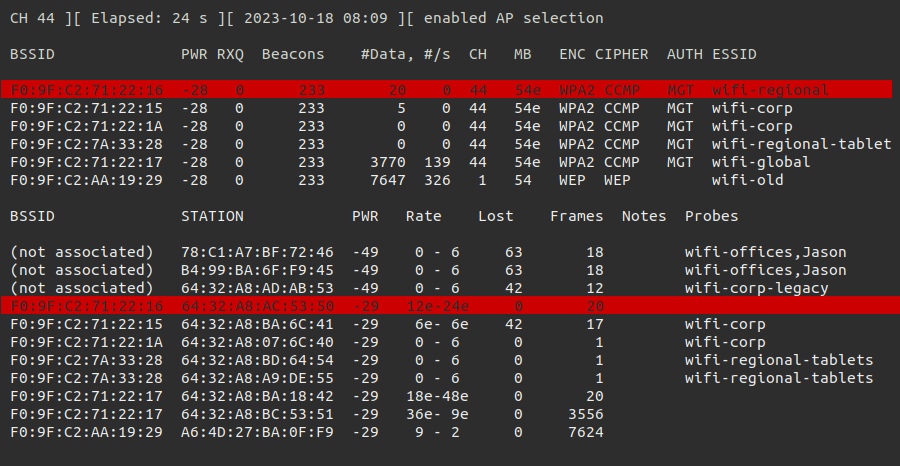 CH 44 ][ Elapsed: 24 s ][ 2023-10-18 08:09 ][ enabled AP selection
BSSID PWR RXQ Beacons #Data, #/s CH MB ENC CIPHER AUTH ESSID
F0:9F:C2:71:22:16 -28 0 233 20 0 44 54e WPA2 CCMP MGT wifi-regional
F0:9F:C2:71:22:15 -28 0 233 5 0 44 54e WPA2 CCMP MGT wifi-corp
F0:9F:C2:71:22:1A -28 0 233 0 0 44 54e WPA2 CCMP MGT wifi-corp
F0:9F:C2:7A:33:28 -28 0 233 0 0 44 54e WPA2 CCMP MGT wifi-regional-tablet
F0:9F:C2:71:22:17 -28 0 233 3770 139 44 54e WPA2 CCMP MGT wifi-global
F0:9F:C2:AA:19:29 -28 0 233 7647 326 1 54 WEP WEP wifi-old
BSSID STATION PWR Rate Lost Frames Notes Probes
(not associated) 78:C1:A7:BF:72:46 -49 0 - 6 63 18 wifi-offices,Jason
(not associated) B4:99:BA:6F:F9:45 -49 0 - 6 63 18 wifi-offices,Jason
(not associated) 64:32:A8:AD:AB:53 -49 0 - 6 42 12 wifi-corp-legacy
F0:9F:C2:71:22:16 64:32:A8:AC:53:50 -29 12e-24e 0 20
F0:9F:C2:71:22:15 64:32:A8:BA:6C:41 -29 6e- 6e 42 17 wifi-corp
F0:9F:C2:71:22:1A 64:32:A8:07:6C:40 -29 0 - 6 0 1 wifi-corp
F0:9F:C2:7A:33:28 64:32:A8:BD:64:54 -29 0 - 6 0 1 wifi-regional-tablets
F0:9F:C2:7A:33:28 64:32:A8:A9:DE:55 -29 0 - 6 0 1 wifi-regional-tablets
F0:9F:C2:71:22:17 64:32:A8:BA:18:42 -29 18e-48e 0 20
F0:9F:C2:71:22:17 64:32:A8:BC:53:51 -29 36e- 9e 0 3556
F0:9F:C2:AA:19:29 A6:4D:27:BA:0F:F9 -29 9 - 2 0 7624